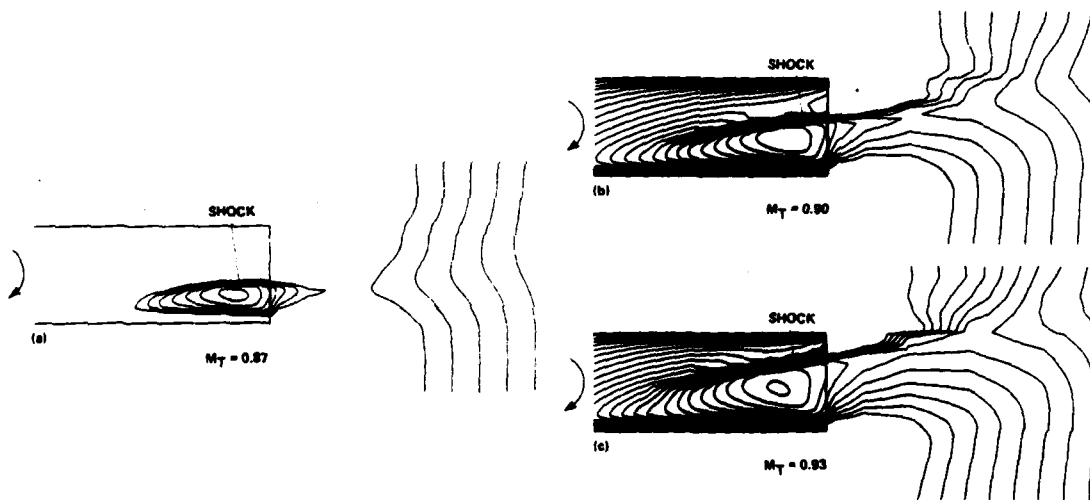 SHOCK
(a)
M_T = 0.87
SHOCK
(b)
M_T = 0.90
SHOCK
(c)
M_T = 0.93